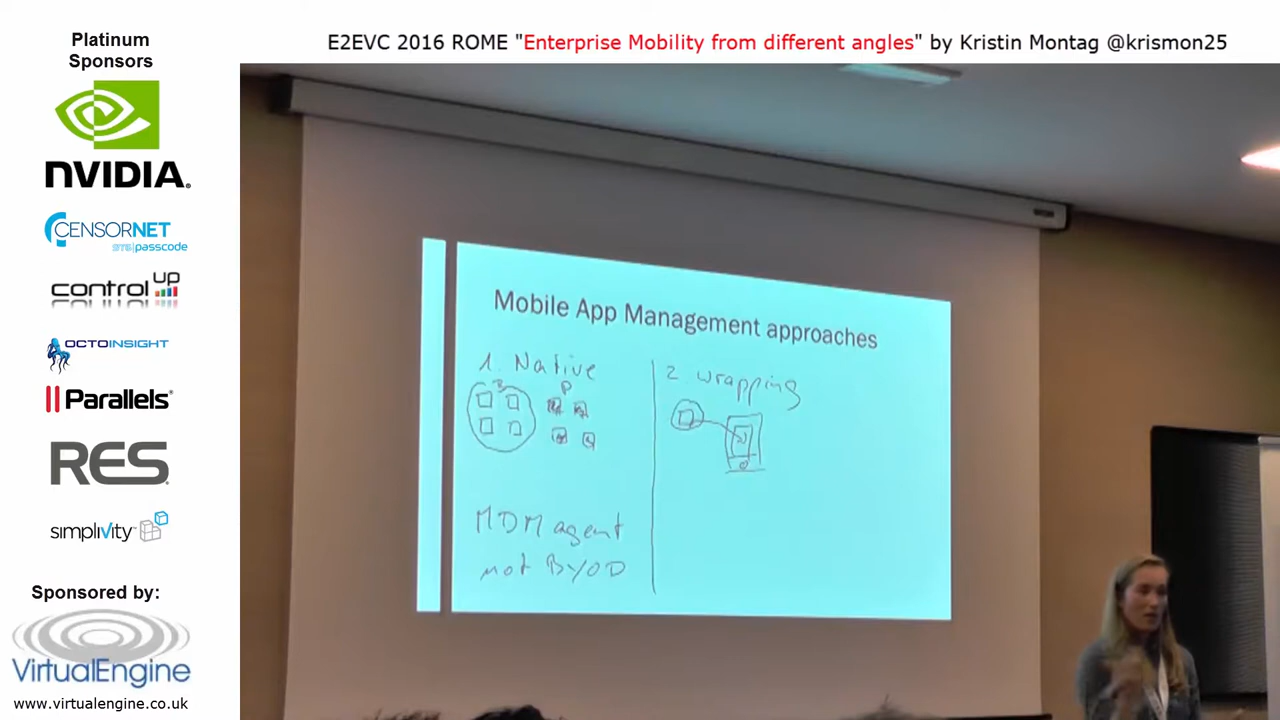 E2EVC 2016 ROME "Enterprise Mobility from different angles" by Kristin Montag @krismon25
Platinum
Sponsors
NVIDIA.
CENSORNET
SMS|passcode
control up
OCTOINSIGHT
Parallels
RES
simplivity
Sponsored by:
VirtualEngine
www.virtualengine.co.uk
Mobile App Management approaches
1. Native
B P
MDM agent
not BYOD
2 wrapping